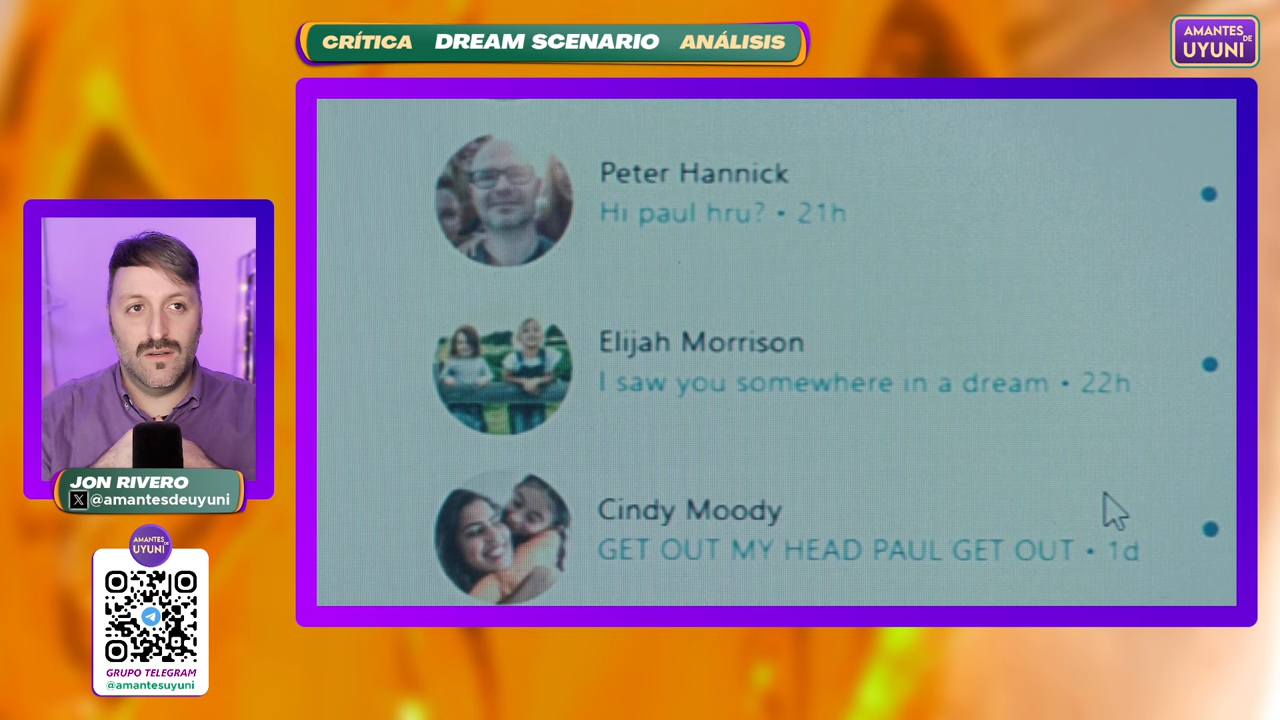 CRÍTICA DREAM SCENARIO ANÁLISIS
AMANTES DE
UYUNI
Peter Hannick
Hi paul hru? • 21h
Elijah Morrison
I saw you somewhere in a dream • 22h
Cindy Moody
GET OUT MY HEAD PAUL GET OUT • 1d
JON RIVERO
X @amantesdeuyuni
AMANTES DE
UYUNI
GRUPO TELEGRAM
@amantesuyuni